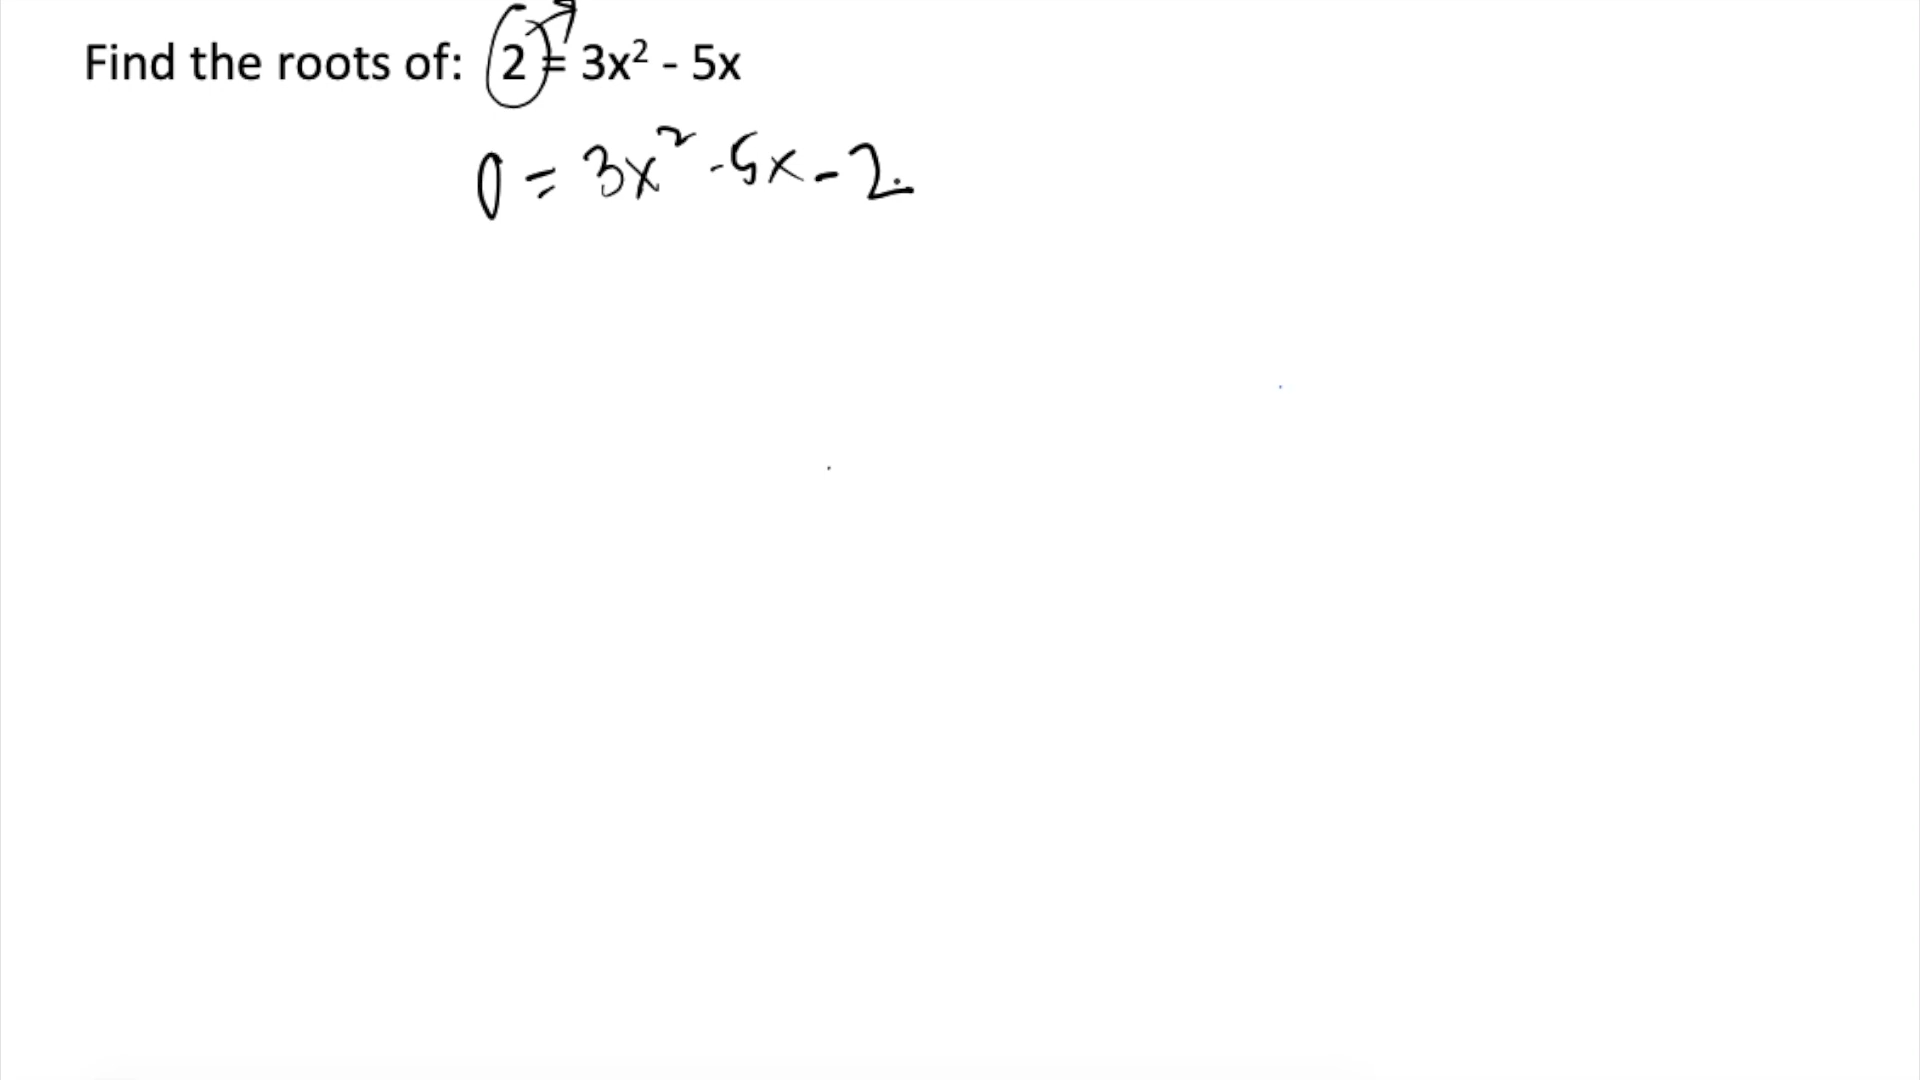 Find the roots of: 2 = 3x² - 5x
0 = 3x² - 5x - 2